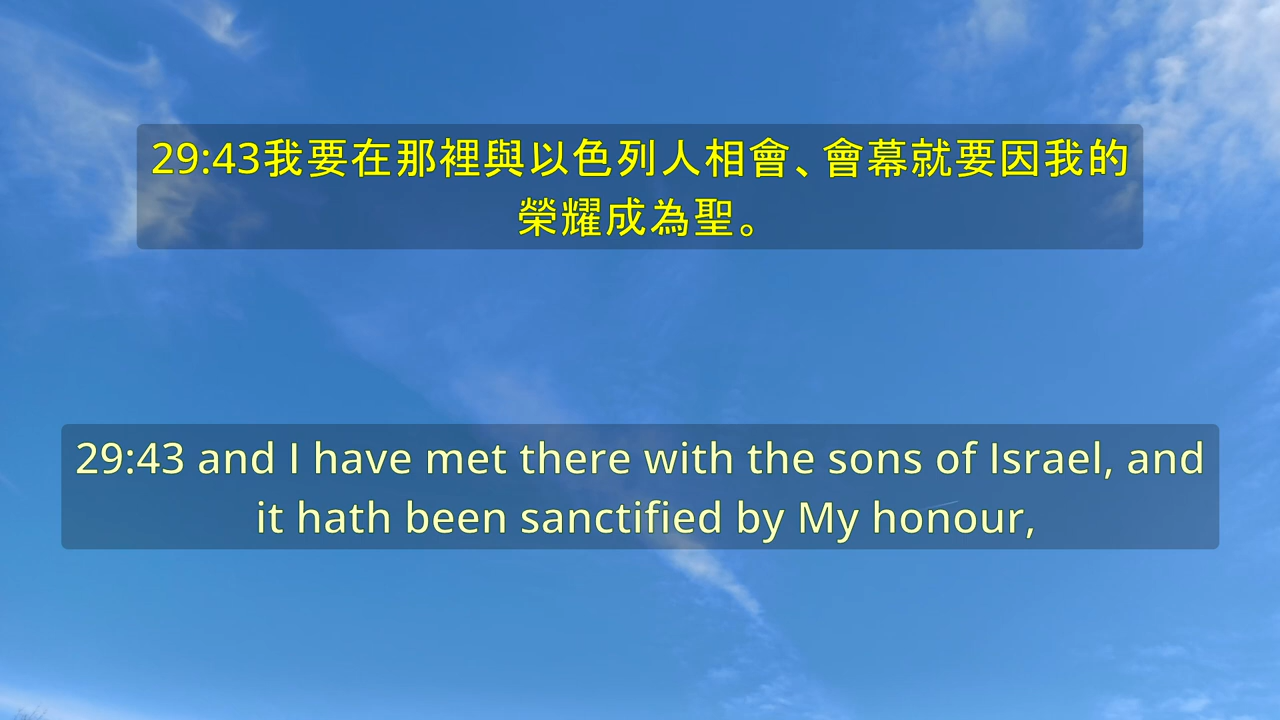 29:43我要在那裡與以色列人相會、會幕就要因我的
榮耀成為聖。
29:43 and I have met there with the sons of Israel, and
it hath been sanctified by My honour,